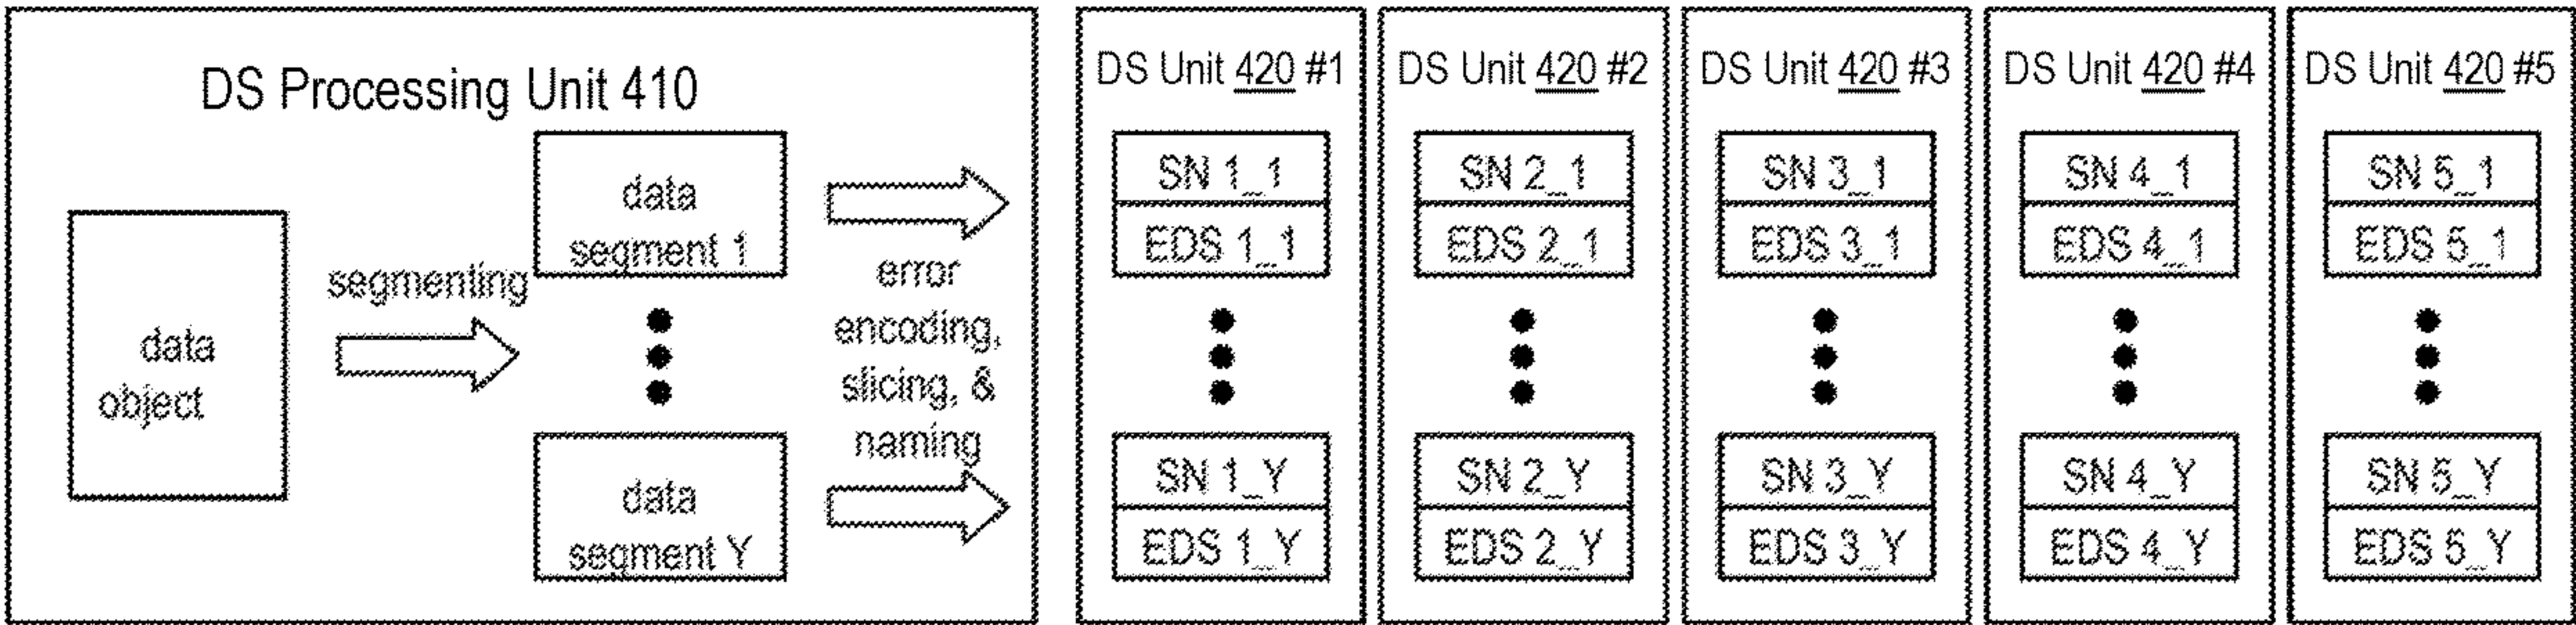 DS Processing Unit 410
data
object
segmenting
data
segment 1
data
segment Y
error
encoding,
slicing, &
naming
DS Unit 420 #1
SN 1_1
EDS 1_1
SN 1_Y
EDS 1_Y
DS Unit 420 #2
SN 2_1
EDS 2_1
SN 2_Y
EDS 2_Y
DS Unit 420 #3
SN 3_1
EDS 3_1
SN 3_Y
EDS 3_Y
DS Unit 420 #4
SN 4_1
EDS 4_1
SN 4_Y
EDS 4_Y
DS Unit 420 #5
SN 5_1
EDS 5_1
SN 5_Y
EDS 5_Y